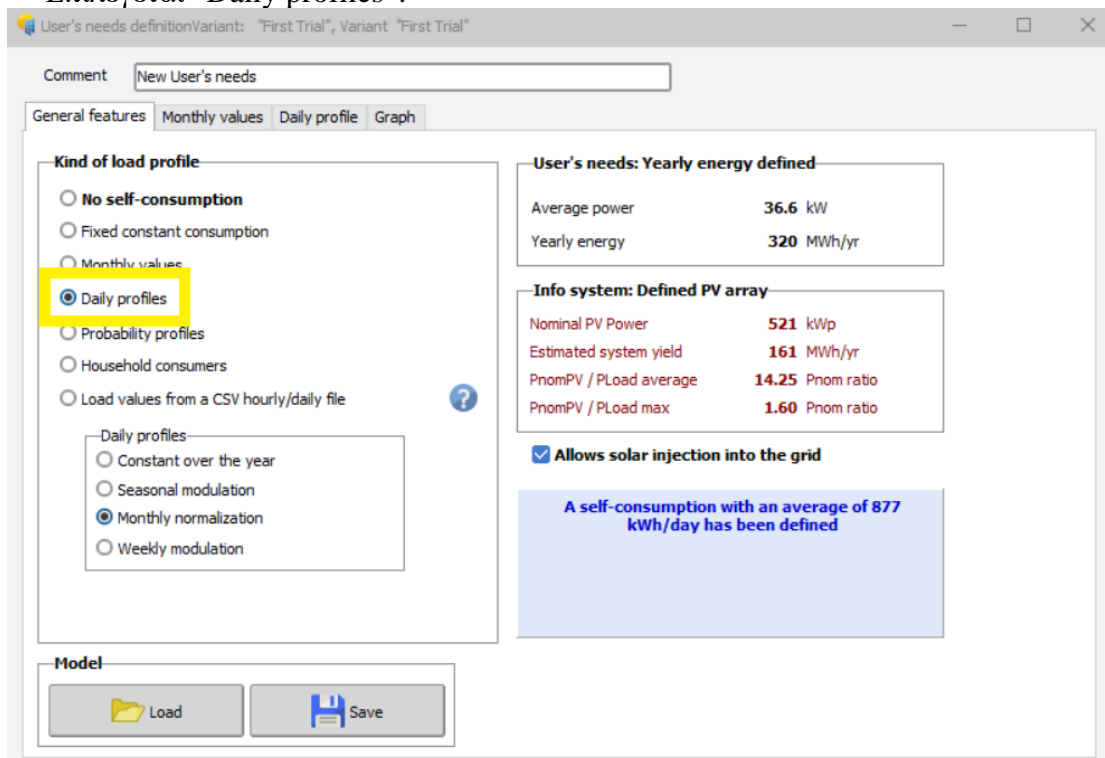 Επιλογή στα "Daily profiles".
User's needs definitionVariant: "First Trial", Variant "First Trial"
Comment New User's needs
General features Monthly values Daily profile Graph
Kind of load profile
No self-consumption
Fixed constant consumption
Monthly values
Daily profiles
Probability profiles
Household consumers
Load values from a CSV hourly/daily file ?
Daily profiles
Constant over the year
Seasonal modulation
Monthly normalization
Weekly modulation
User's needs: Yearly energy defined
Average power 36.6 kW
Yearly energy 320 MWh/yr
Info system: Defined PV array
Nominal PV Power 521 kWp
Estimated system yield 161 MWh/yr
PnomPV / PLoad average 14.25 Pnom ratio
PnomPV / PLoad max 1.60 Pnom ratio
Allows solar injection into the grid
A self-consumption with an average of 877
kWh/day has been defined
Model
Load Save